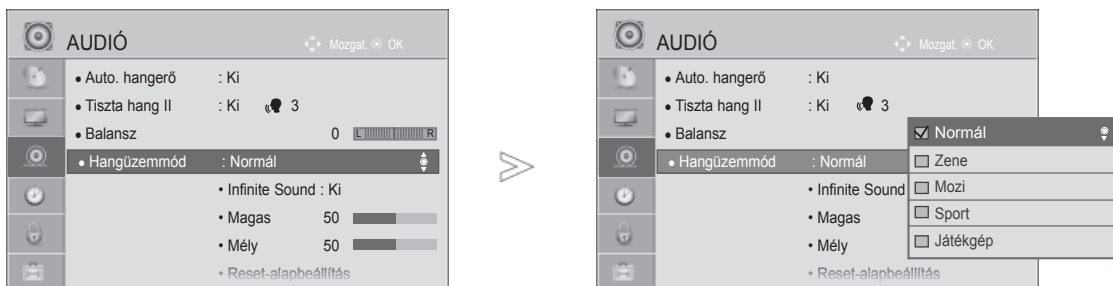 AUDIÓ
Mozgat. OK
• Auto. hangerő : Ki
• Tiszta hang II : Ki 3
• Balansz 0 L R
• Hangüzemmód : Normál
• Infinite Sound : Ki
• Magas 50
• Mély 50
• Reset-alapbeállítás
AUDIÓ
Mozgat. OK
• Auto. hangerő : Ki
• Tiszta hang II : Ki 3
• Balansz
• Hangüzemmód : Normál
• Infinite Sound
• Magas
• Mély
• Reset-alapbeállítás
Normál
Zene
Mozi
Sport
Játékgép